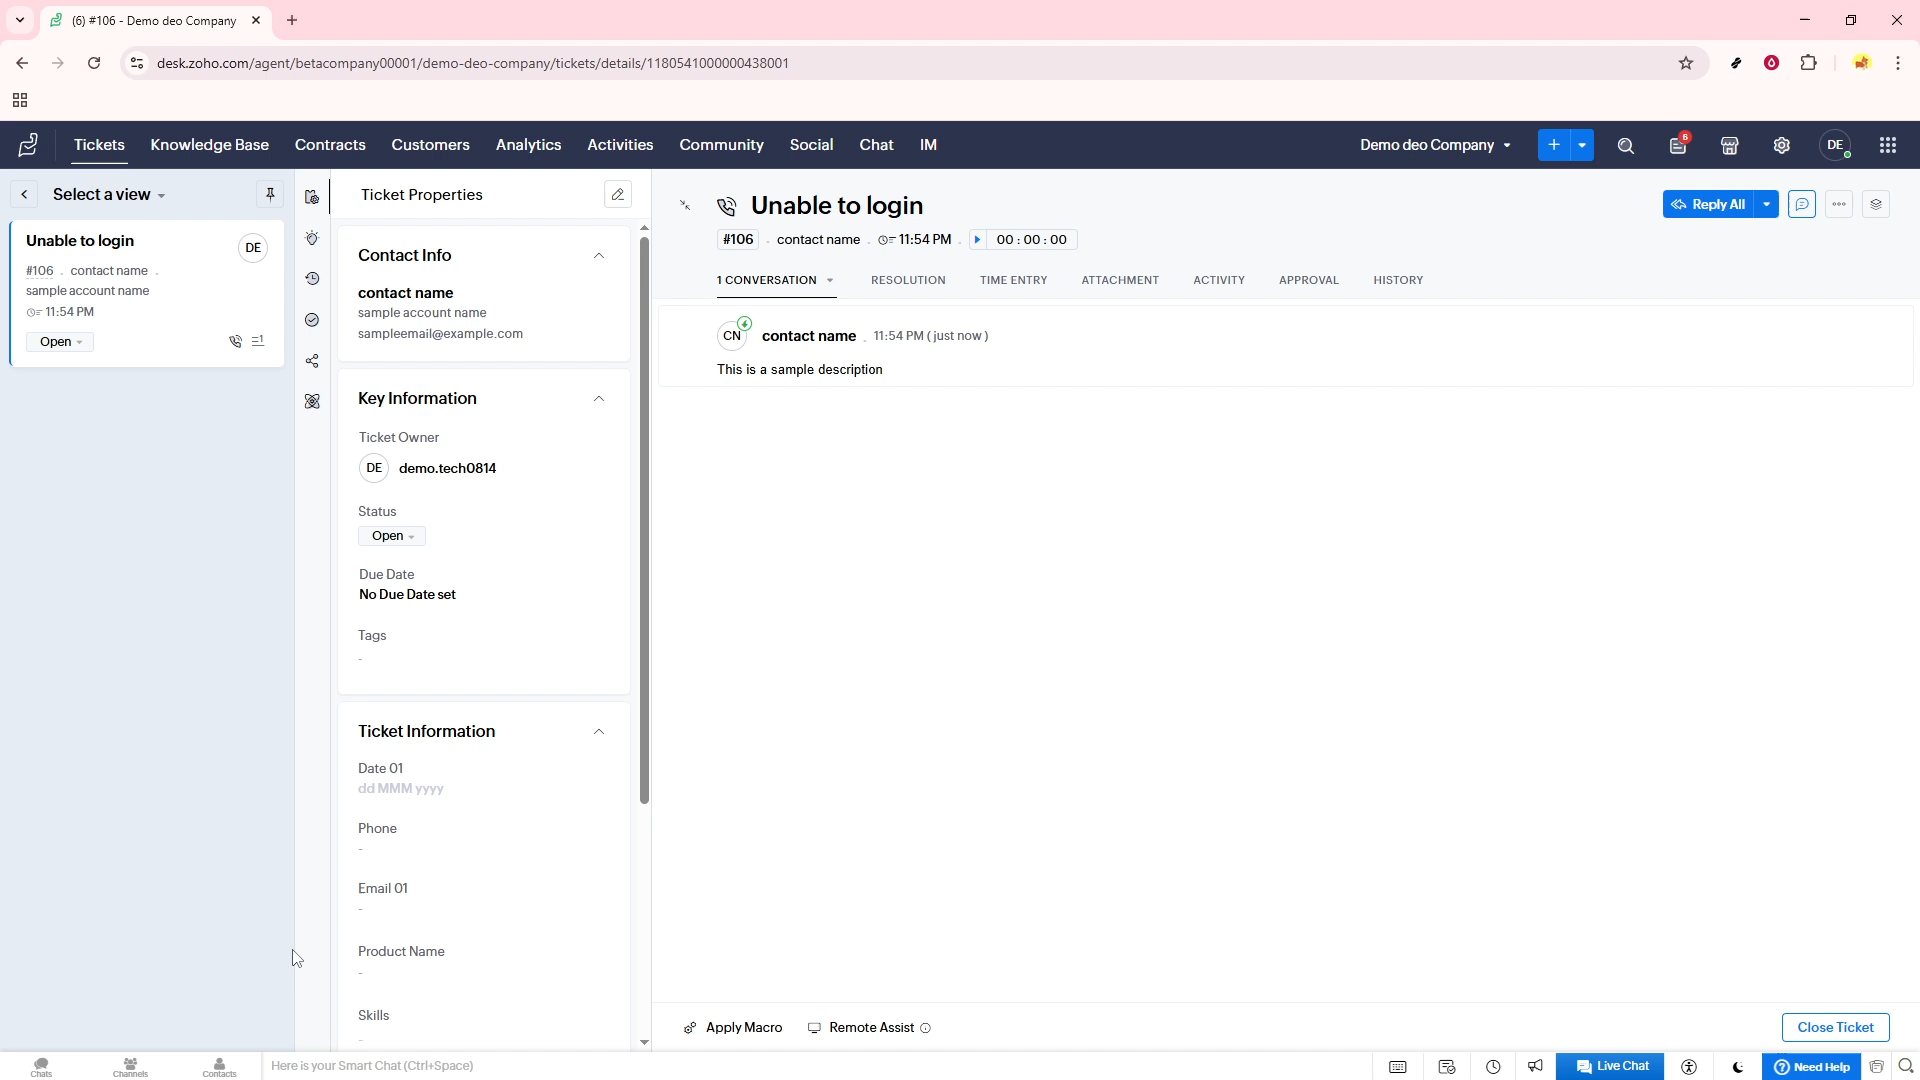 (6) #106 - Demo deo Company
desk.zoho.com/agent/betacompany00001/demo-deo-company/tickets/details/1180541000000438001
Tickets
Knowledge Base
Contracts
Customers
Analytics
Activities
Community
Social
Chat
IM
Demo deo Company
6
DE
Select a view
Unable to login
DE
#106 . contact name .
sample account name
11:54 PM
Open
1
Ticket Properties
Contact Info
contact name
sample account name
sampleemail@example.com
Key Information
Ticket Owner
DE
demo.tech0814
Status
Open
Due Date
No Due Date set
Tags
-
Ticket Information
Date 01
dd MMM yyyy
Phone
-
Email 01
-
Product Name
-
Skills
-
Unable to login
#106 . contact name . 11:54 PM . 00 : 00 : 00
Reply All
1 CONVERSATION
RESOLUTION
TIME ENTRY
ATTACHMENT
ACTIVITY
APPROVAL
HISTORY
CN
contact name . 11:54 PM ( just now )
This is a sample description
Apply Macro
Remote Assist
Close Ticket
Chats
Channels
Contacts
Here is your Smart Chat (Ctrl+Space)
Live Chat
Need Help